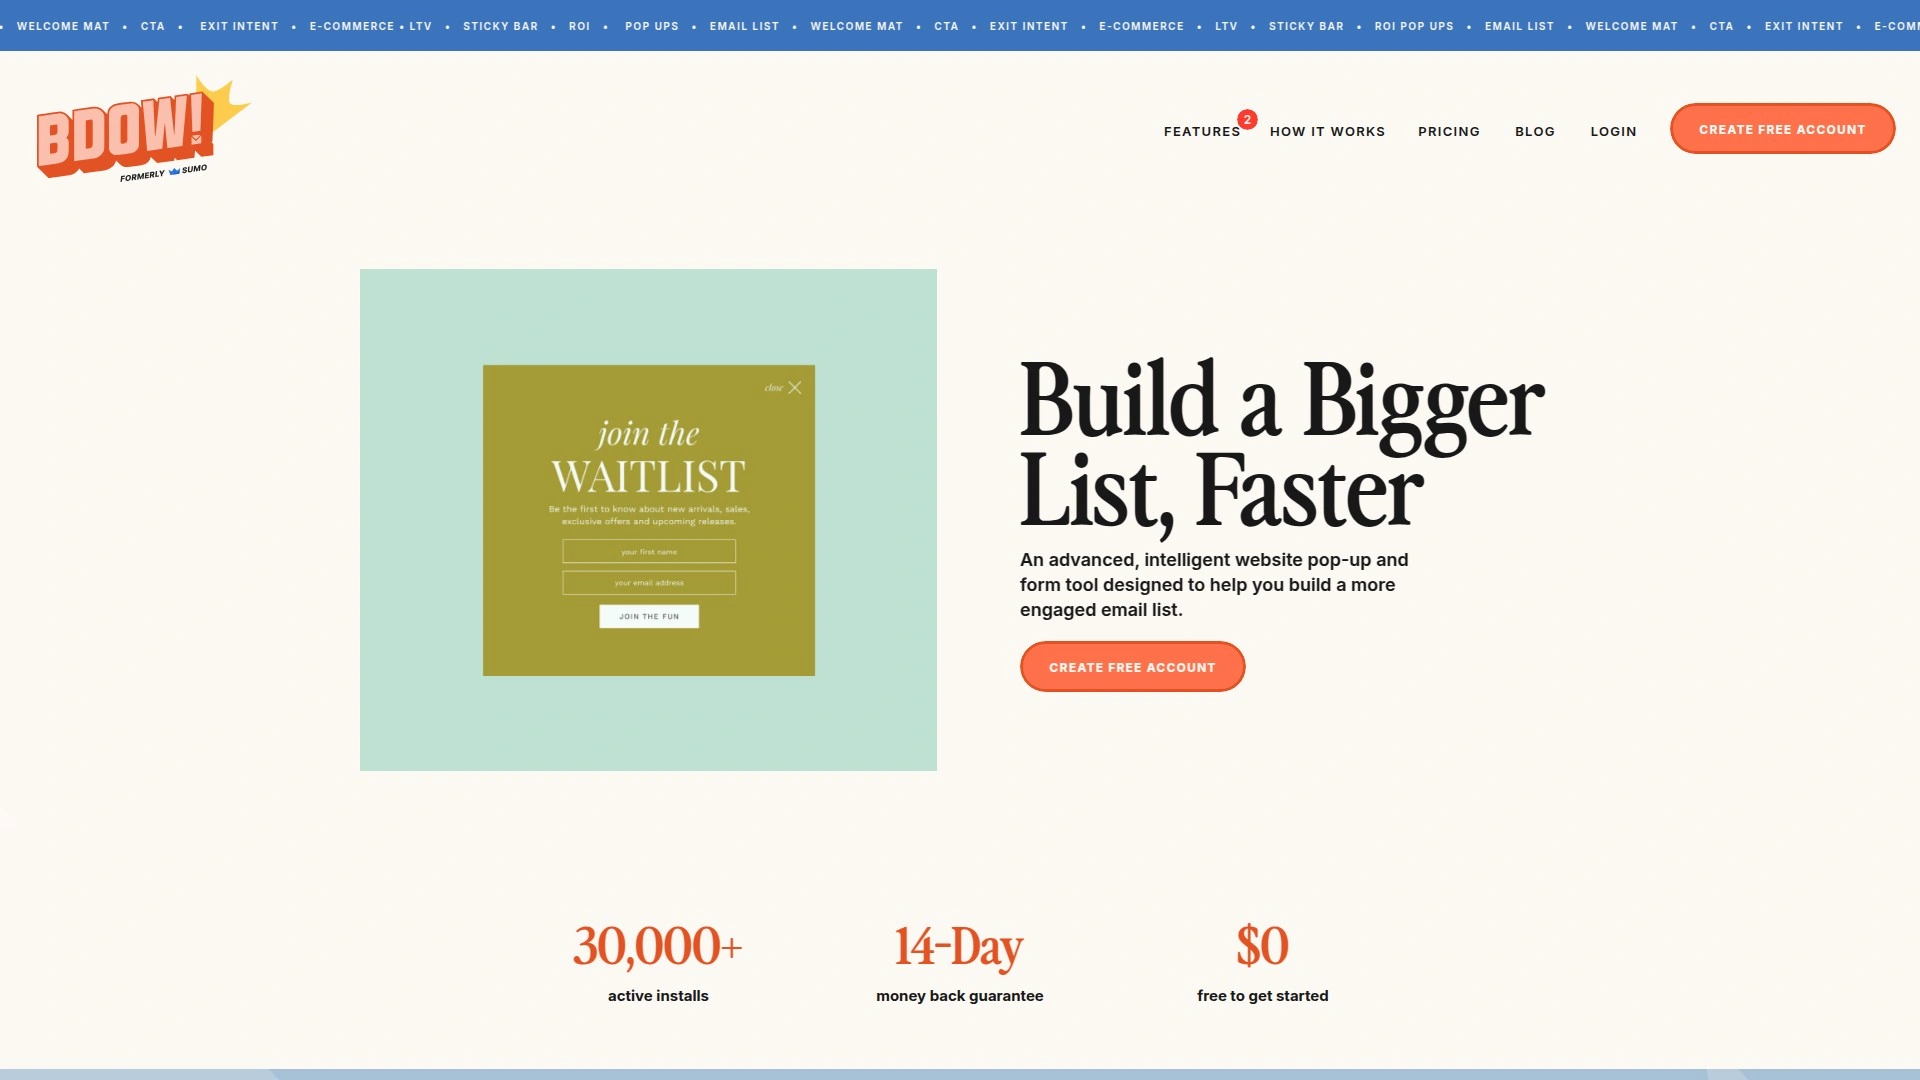 • WELCOME MAT • CTA • EXIT INTENT • E-COMMERCE • LTV • STICKY BAR • ROI • POP UPS • EMAIL LIST • WELCOME MAT • CTA • EXIT INTENT • E-COMMERCE • LTV • STICKY BAR • ROI POP UPS • EMAIL LIST • WELCOME MAT • CTA • EXIT INTENT • E-COM
BDOW!
FORMERLY SUMO
FEATURES 2 HOW IT WORKS PRICING BLOG LOGIN CREATE FREE ACCOUNT
close
join the
WAITLIST
Be the first to know about new arrivals, sales,
exclusive offers and upcoming releases.
your first name
your email address
JOIN THE FUN
Build a Bigger
List, Faster
An advanced, intelligent website pop-up and
form tool designed to help you build a more
engaged email list.
CREATE FREE ACCOUNT
30,000+ 14-Day $0
active installs money back guarantee free to get started